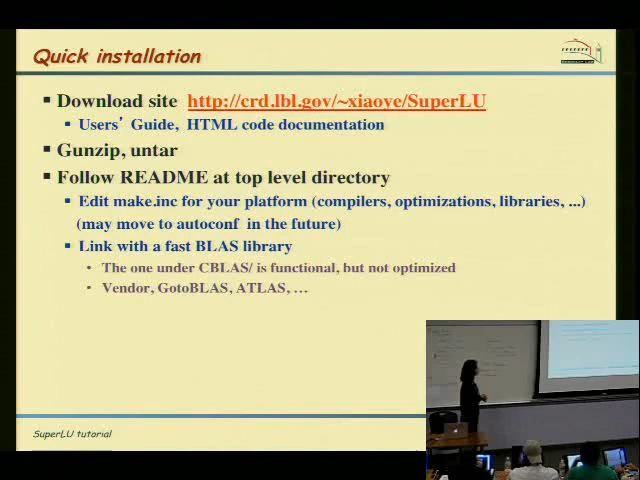 Quick installation
▪ Download site http://crd.lbl.gov/~xiaoye/SuperLU
▪ Users' Guide, HTML code documentation
▪ Gunzip, untar
▪ Follow README at top level directory
▪ Edit make.inc for your platform (compilers, optimizations, libraries, ...)
(may move to autoconf in the future)
▪ Link with a fast BLAS library
• The one under CBLAS/ is functional, but not optimized
• Vendor, GotoBLAS, ATLAS, …
SuperLU tutorial